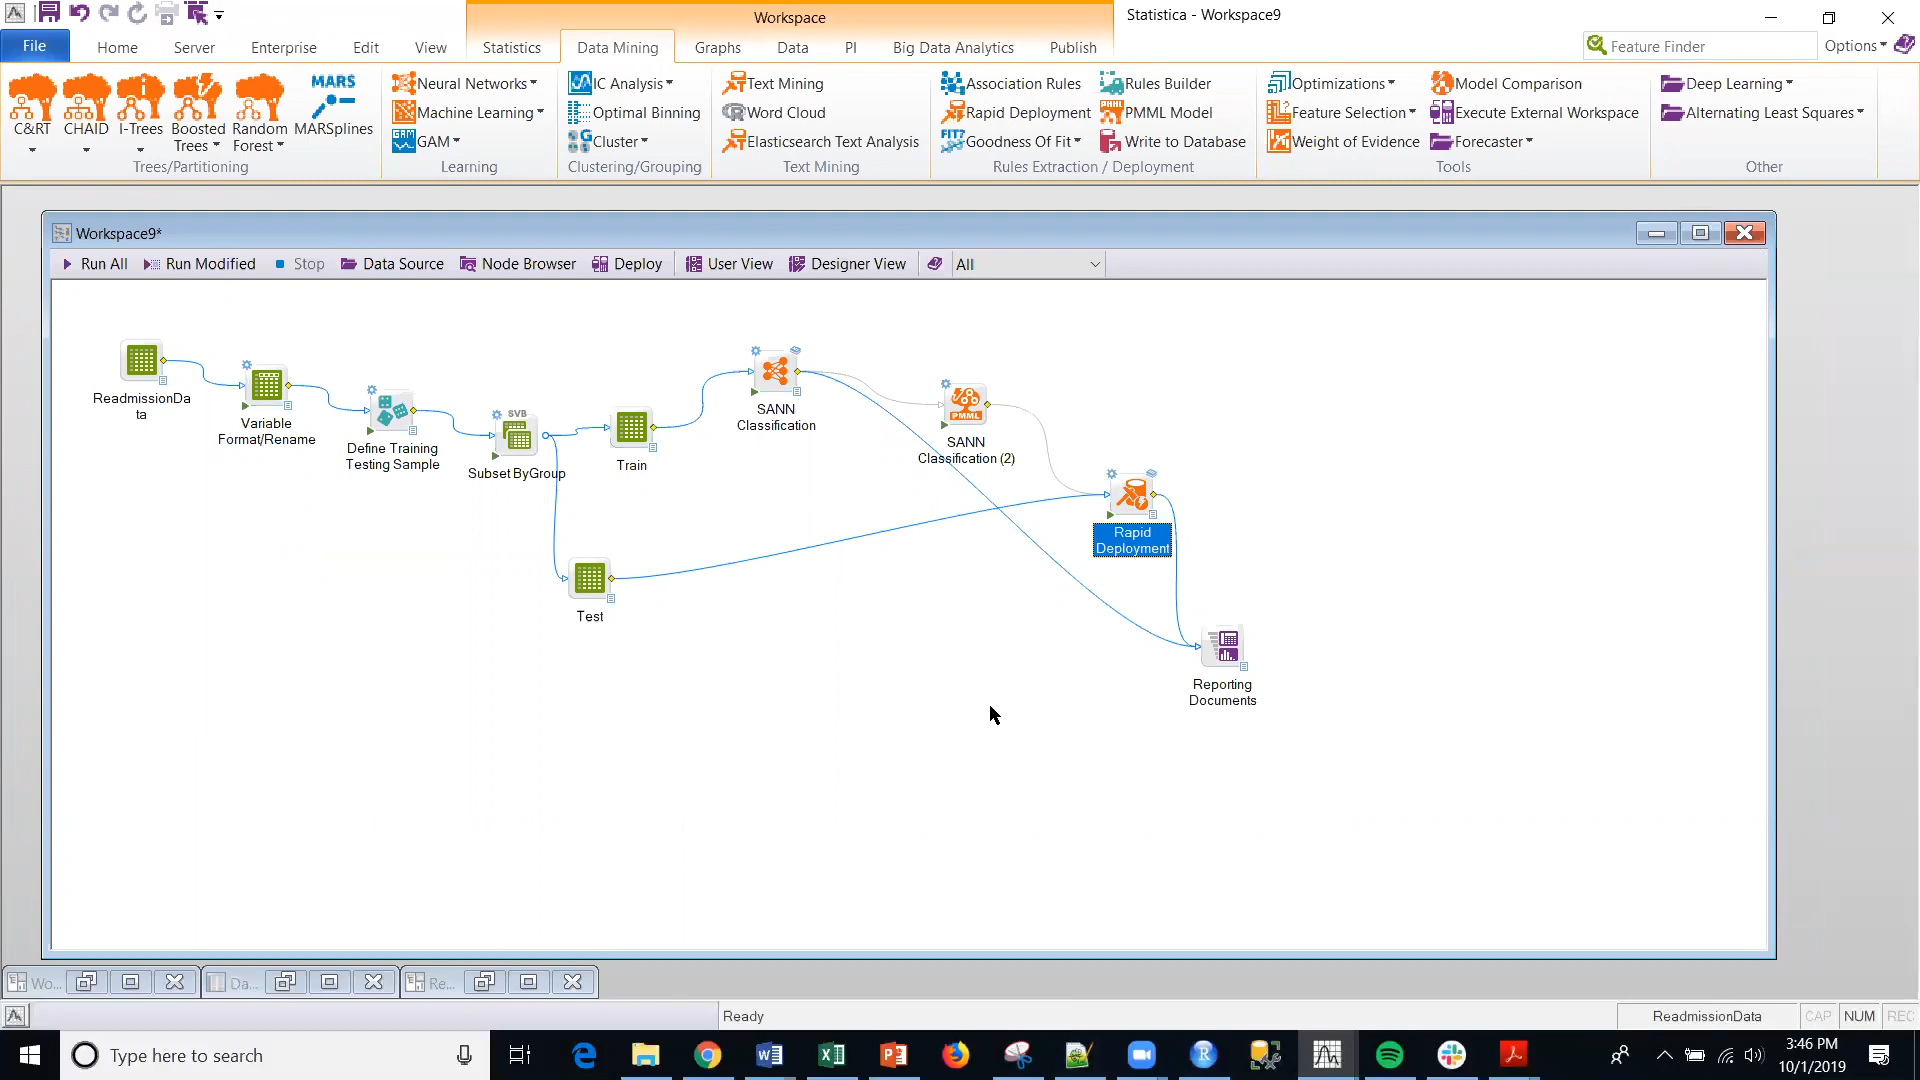 Workspace
Statistica - Workspace9
File
Home
Server
Enterprise
Edit
View
Statistics
Data Mining
Graphs
Data
PI
Big Data Analytics
Publish
Feature Finder
Options
C&RT
CHAID
I-Trees
Boosted
Trees
Random
Forest
MARS
MARSplines
Trees/Partitioning
Neural Networks
Machine Learning
GRM
GAM
Learning
IC Analysis
Optimal Binning
Cluster
Clustering/Grouping
Text Mining
Word Cloud
Elasticsearch Text Analysis
Text Mining
Association Rules
Rapid Deployment
FIT?
Goodness Of Fit
Rules Builder
PMML
PMML Model
Write to Database
Rules Extraction / Deployment
Optimizations
Feature Selection
Weight of Evidence
Model Comparison
Execute External Workspace
Forecaster
Tools
Deep Learning
Alternating Least Squares
Other
Workspace9*
Run All
Run Modified
Stop
Data Source
Node Browser
Deploy
User View
Designer View
All
ReadmissionDa
ta
Variable
Format/Rename
Define Training
Testing Sample
SVB
Subset ByGroup
Train
Test
SANN
Classification
PMML
SANN
Classification (2)
Rapid
Deployment
Reporting
Documents
Wo...
Da...
Re...
Ready
ReadmissionData
CAP
NUM
REC
Type here to search
3:46 PM
10/1/2019